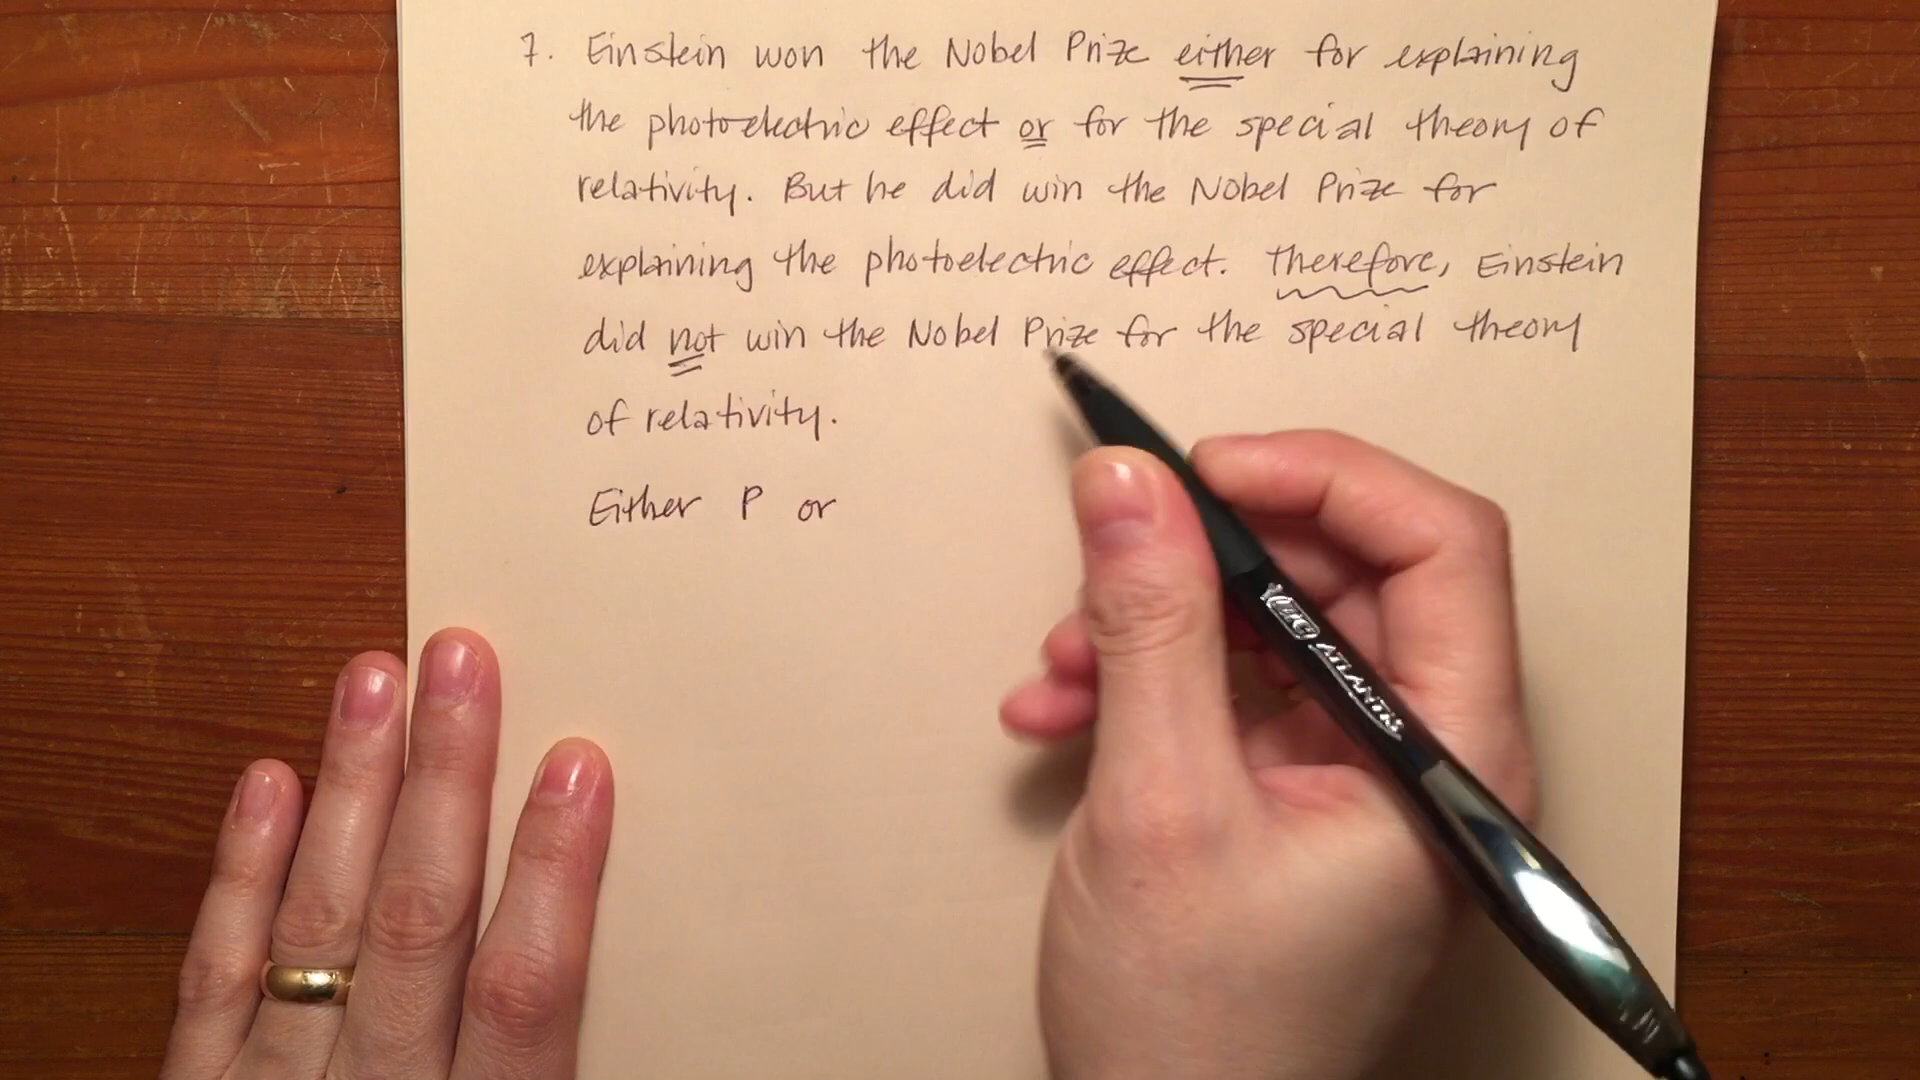 7. Einstein won the Nobel Prize either for explaining
the photoelectric effect or for the special theory of
relativity. But he did win the Nobel Prize for
explaining the photoelectric effect. Therefore, Einstein
did not win the Nobel Prize for the special theory
of relativity.
Either P or
BIC ATLANTIS